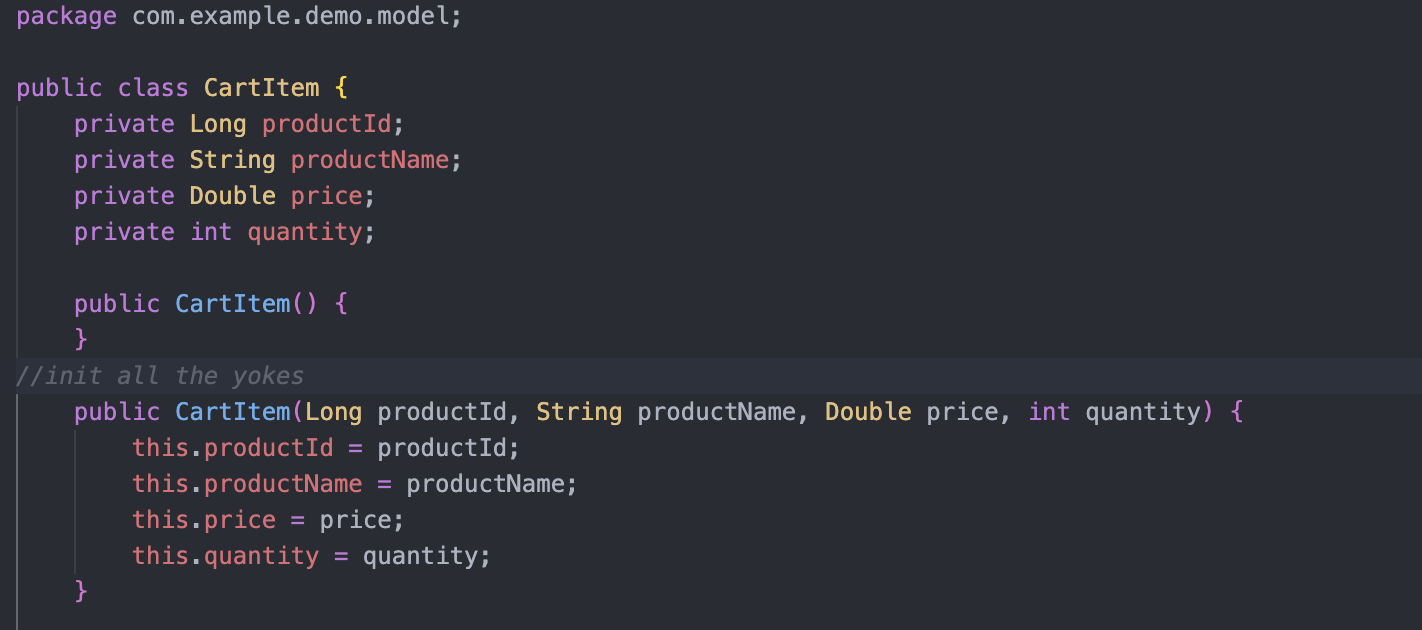 package com.example.demo.model;
public class CartItem {
private Long productId;
private String productName;
private Double price;
private int quantity;
public CartItem() {
}
//init all the yokes
public CartItem(Long productId, String productName, Double price, int quantity) {
this.productId = productId;
this.productName = productName;
this.price = price;
this.quantity = quantity;
}